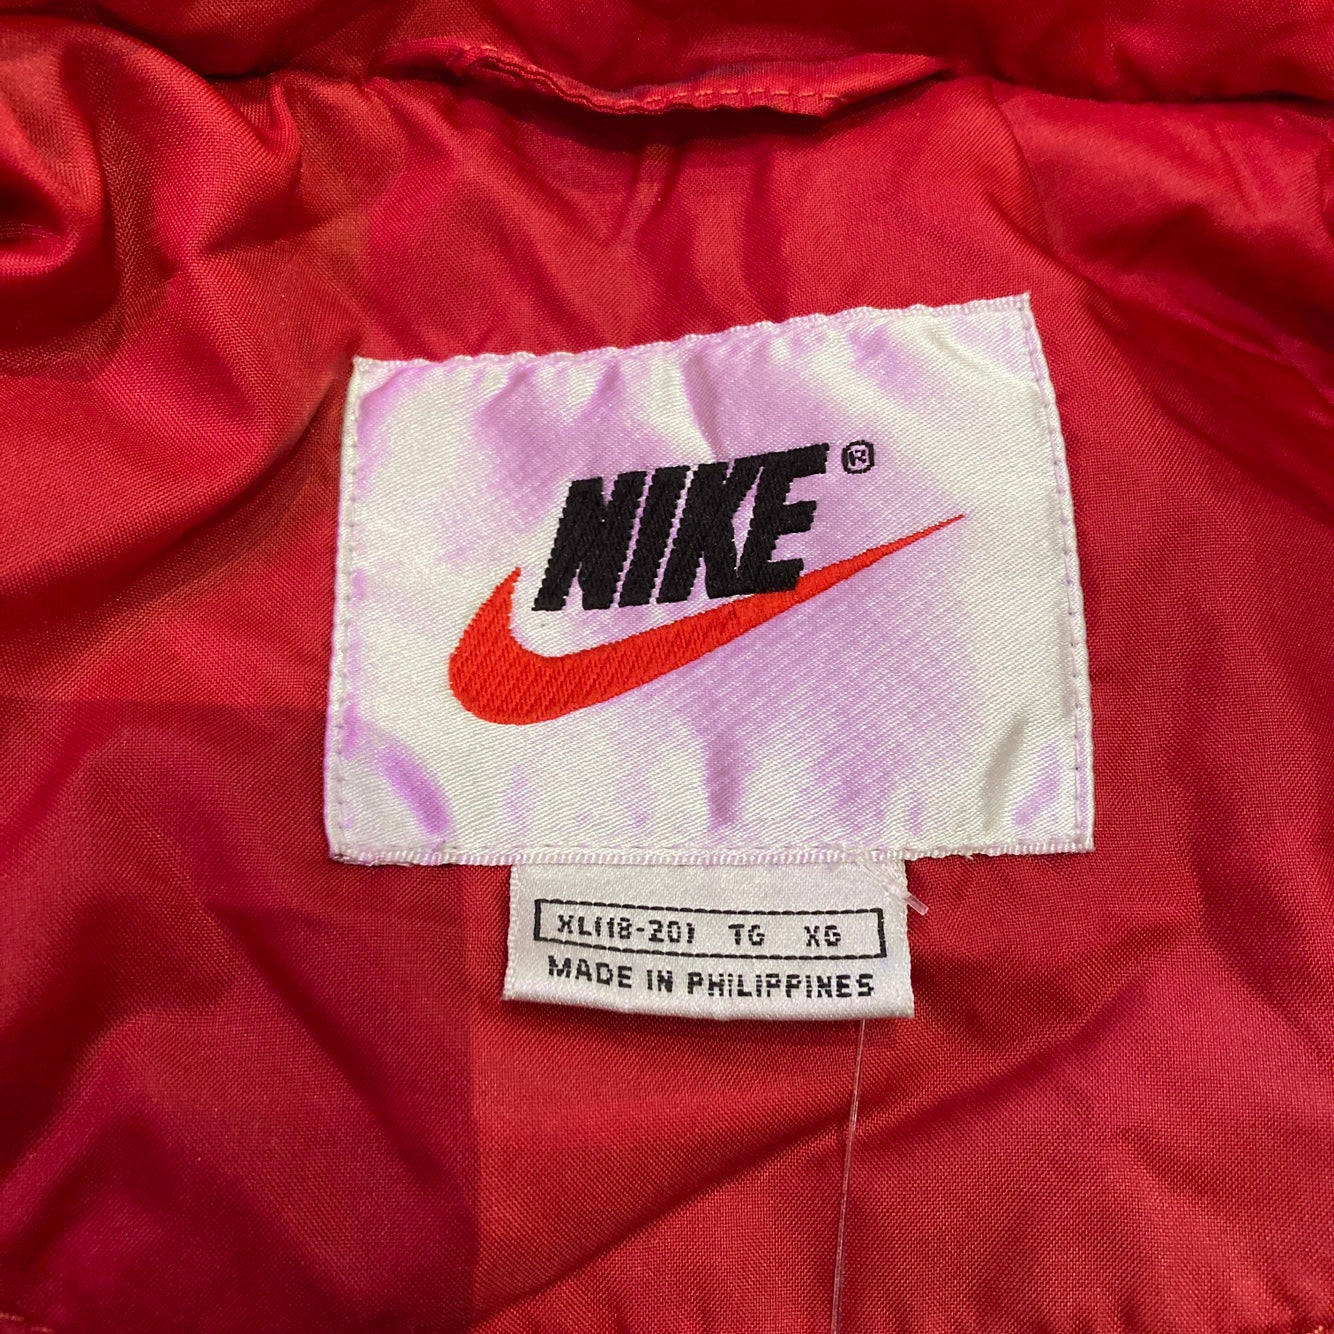 NIKE®
XL(18-20) TG XG
MADE IN PHILIPPINES